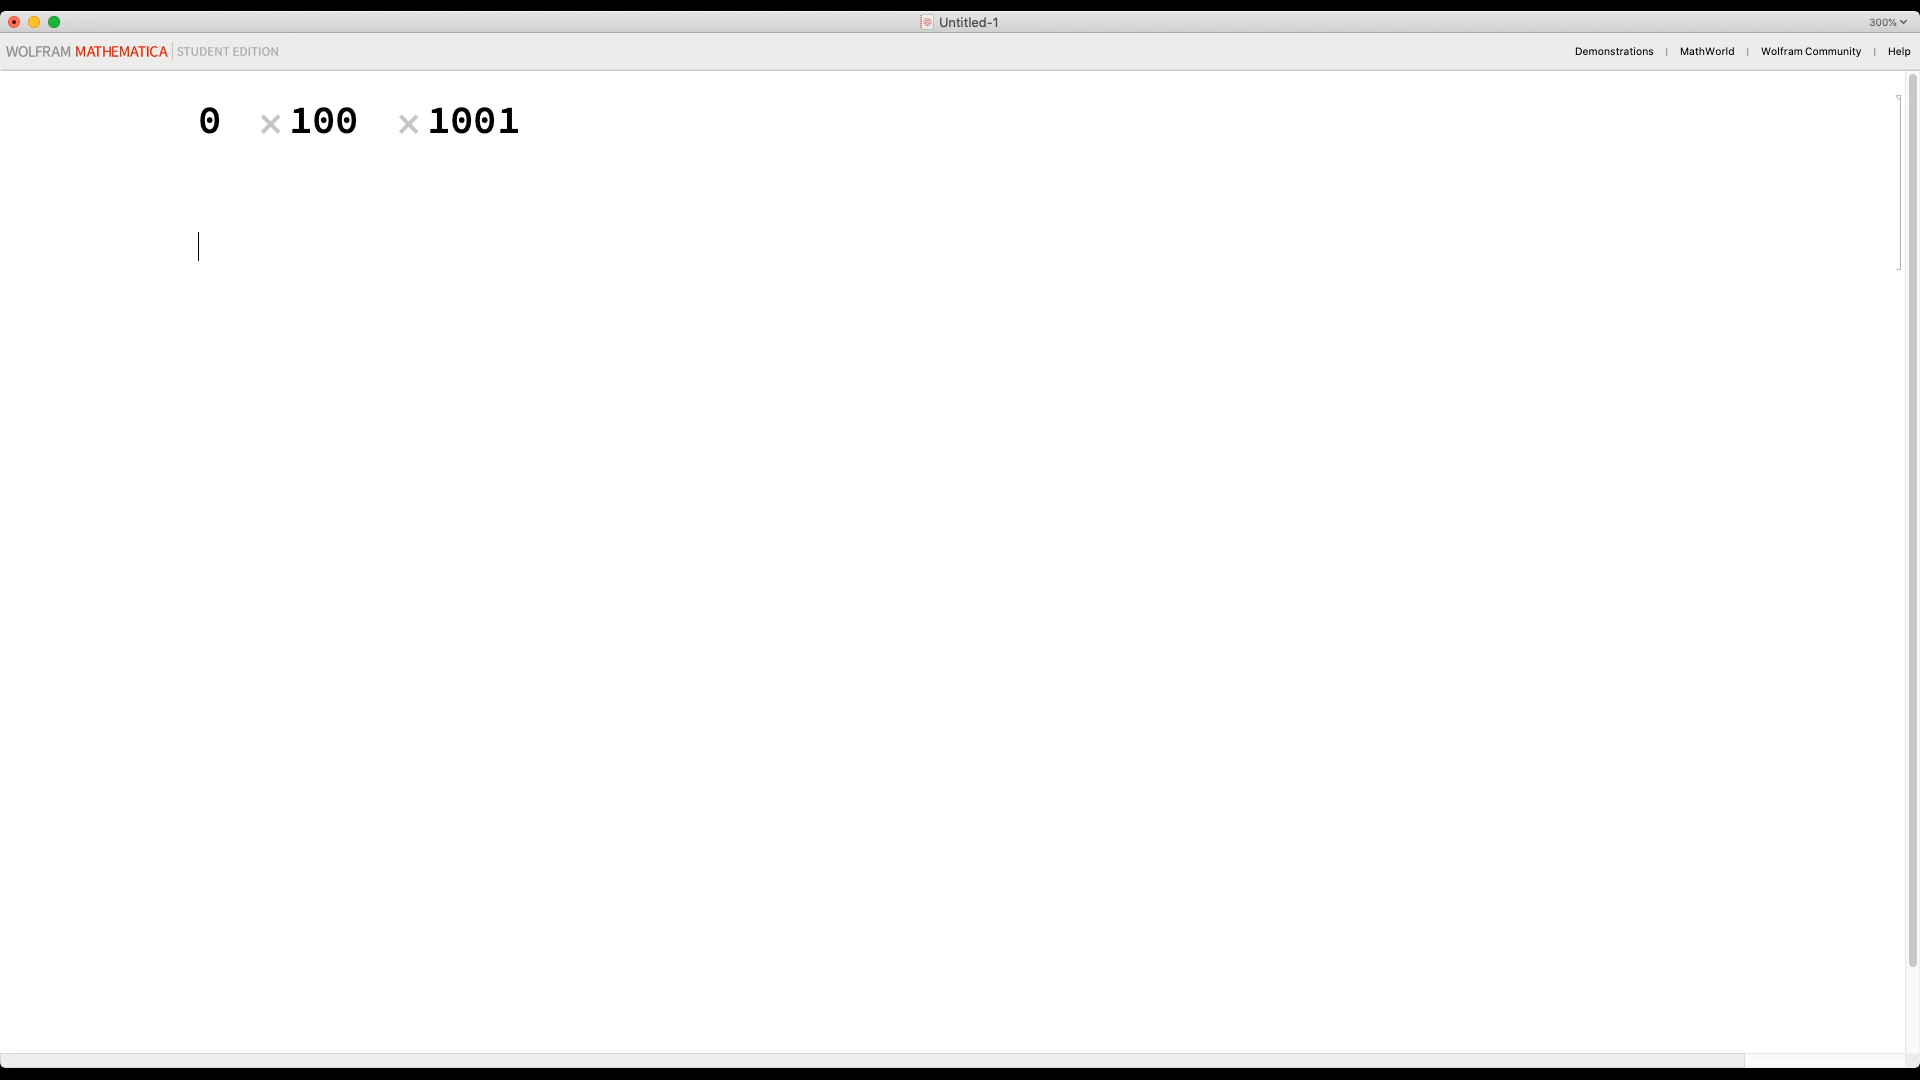 Untitled-1
300%
WOLFRAM MATHEMATICA | STUDENT EDITION
Demonstrations | MathWorld | Wolfram Community | Help
0 × 100 × 1001